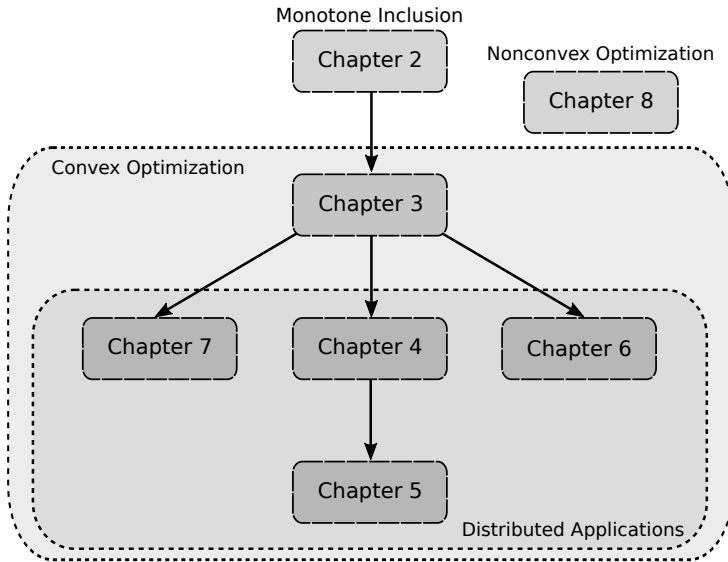 Monotone Inclusion
Chapter 2
Nonconvex Optimization
Chapter 8
Convex Optimization
Chapter 3
Chapter 7
Chapter 4
Chapter 6
Chapter 5
Distributed Applications